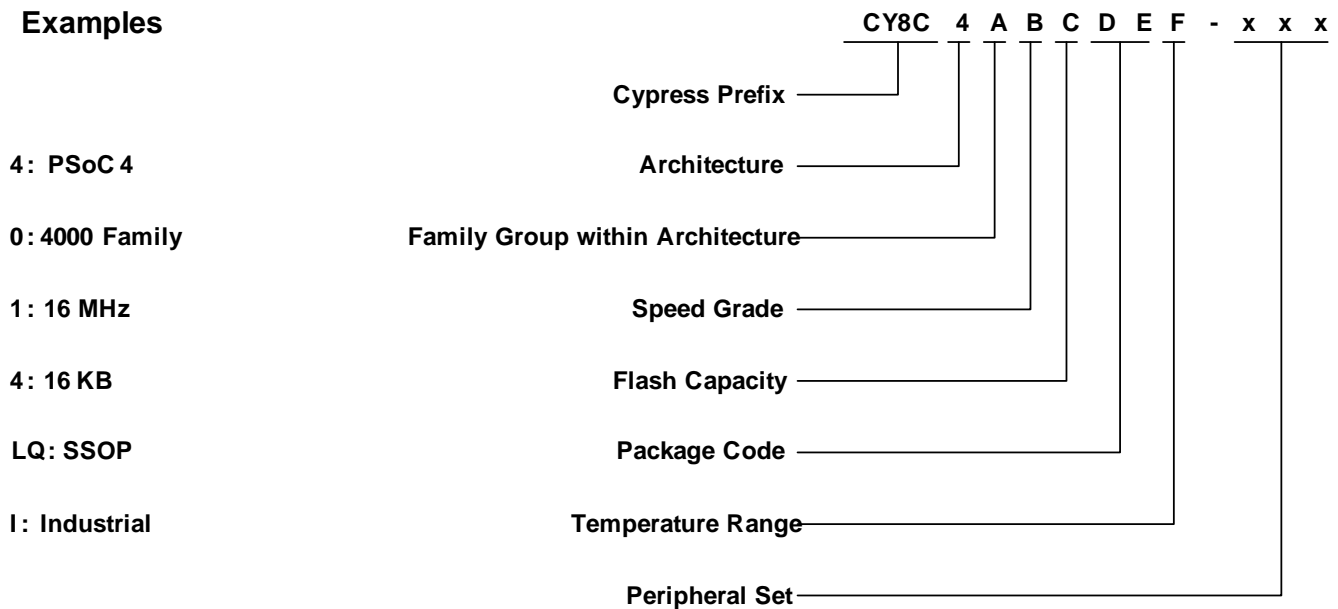 Examples CY8C 4 A B C D E F - x x x
Cypress Prefix
4: PSoC 4 Architecture
0: 4000 Family Family Group within Architecture
1: 16 MHz Speed Grade
4: 16 KB Flash Capacity
LQ: SSOP Package Code
I: Industrial Temperature Range
Peripheral Set